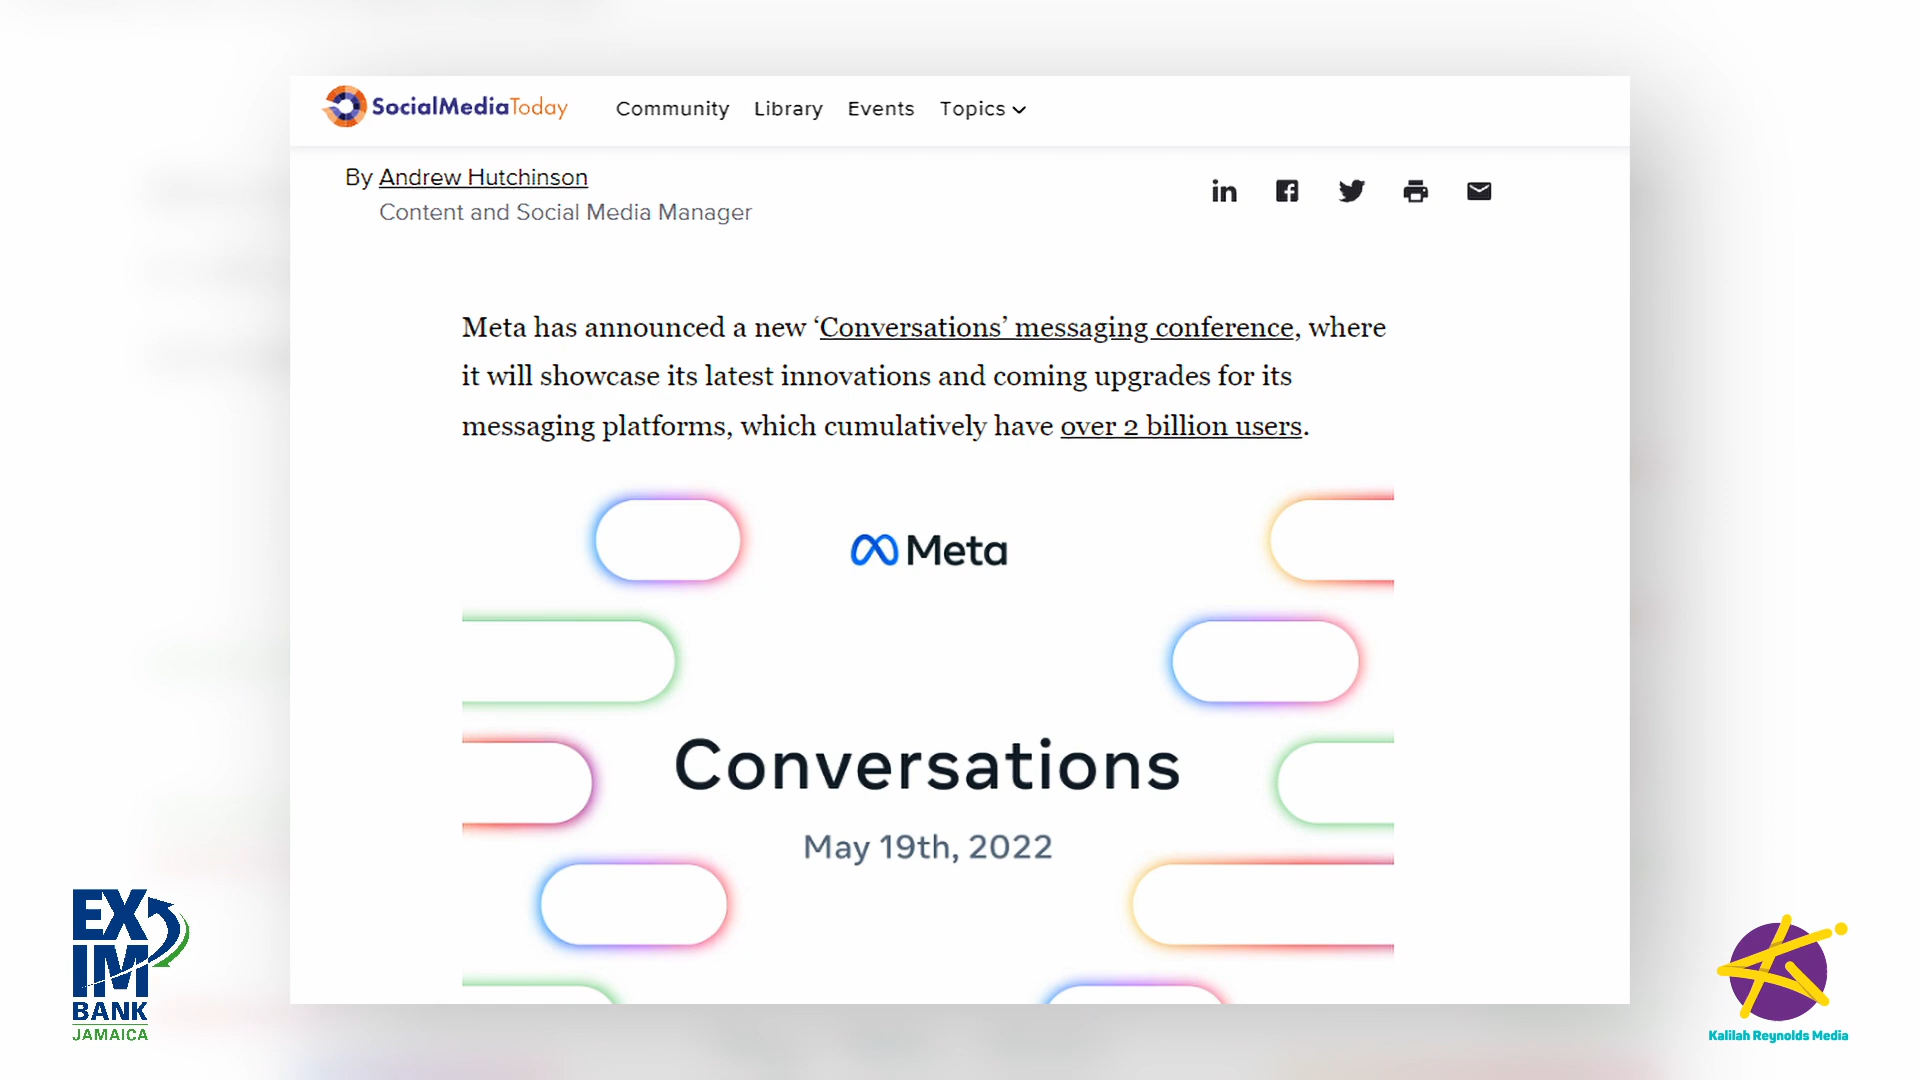 SocialMediaToday
Community Library Events Topics
By Andrew Hutchinson
Content and Social Media Manager
Meta has announced a new ‘Conversations’ messaging conference, where
it will showcase its latest innovations and coming upgrades for its
messaging platforms, which cumulatively have over 2 billion users.
Meta
Conversations
May 19th, 2022
EX
IM
BANK
JAMAICA
Kalilah Reynolds Media